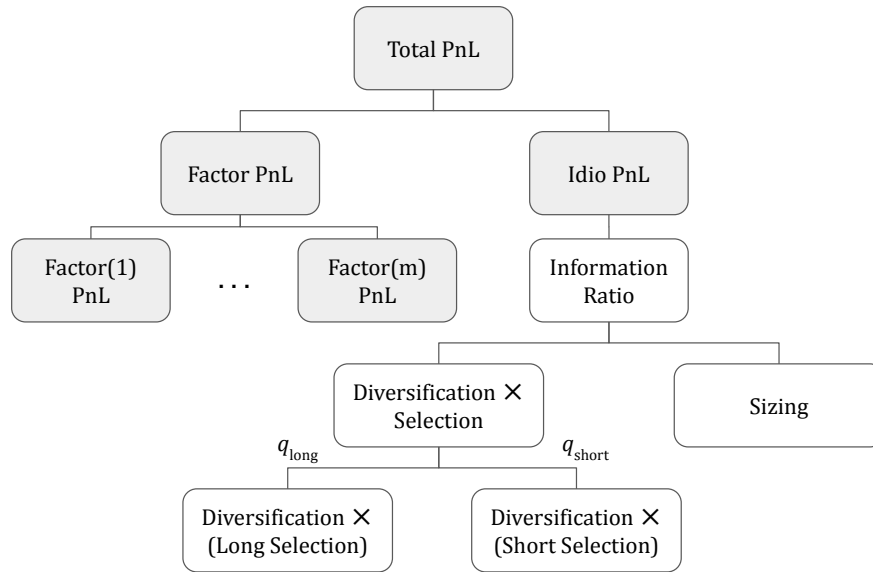 Total PnL
Factor PnL
Idio PnL
Factor(1)
PnL
...
Factor(m)
PnL
Information
Ratio
Diversification ×
Selection
Sizing
q_long
q_short
Diversification ×
(Long Selection)
Diversification ×
(Short Selection)